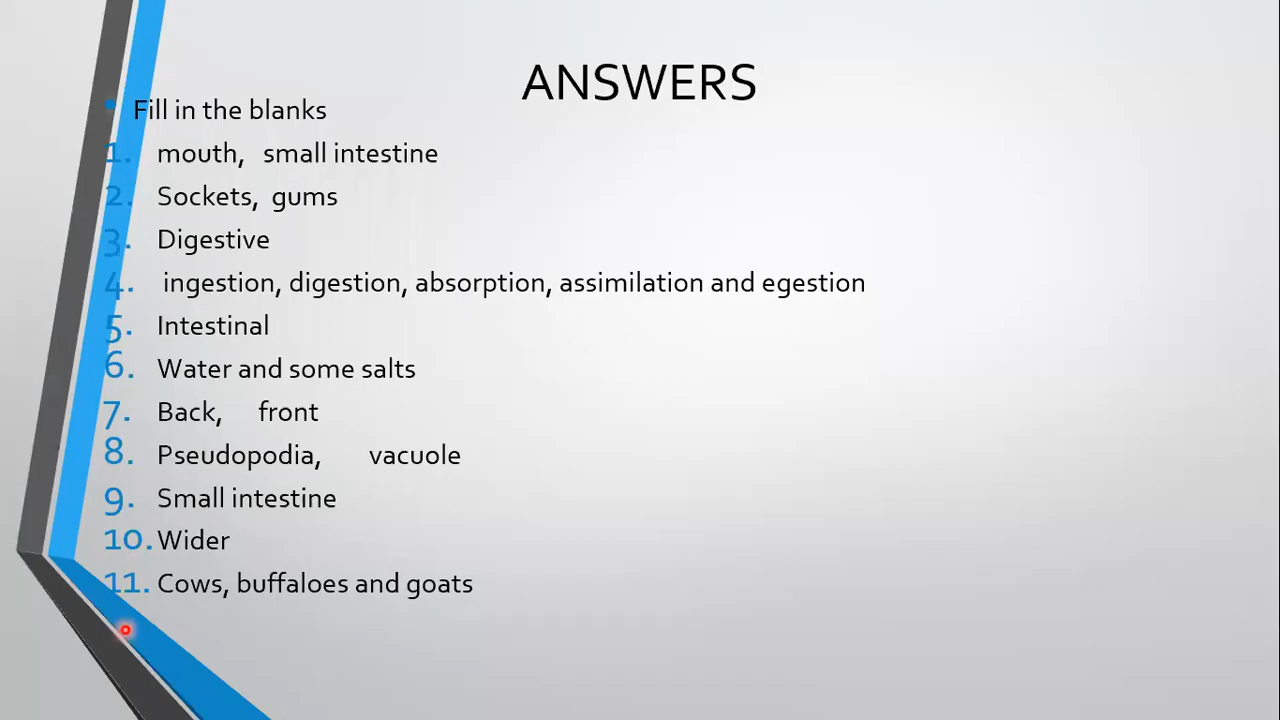 ANSWERS
• Fill in the blanks
1. mouth, small intestine
2. Sockets, gums
3. Digestive
4. ingestion, digestion, absorption, assimilation and egestion
5. Intestinal
6. Water and some salts
7. Back, front
8. Pseudopodia, vacuole
9. Small intestine
10. Wider
11. Cows, buffaloes and goats